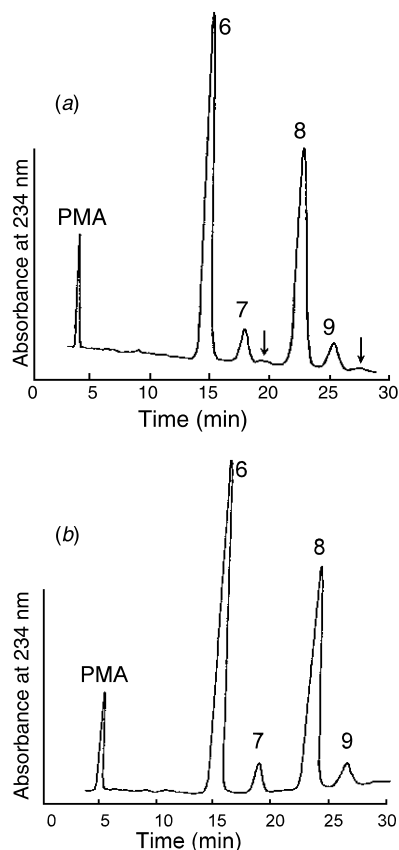 (a)
6
8
PMA
7
9
Absorbance at 234 nm
0 5 10 15 20 25 30
Time (min)
(b)
6
8
PMA
7
9
Absorbance at 234 nm
0 5 10 15 20 25 30
Time (min)